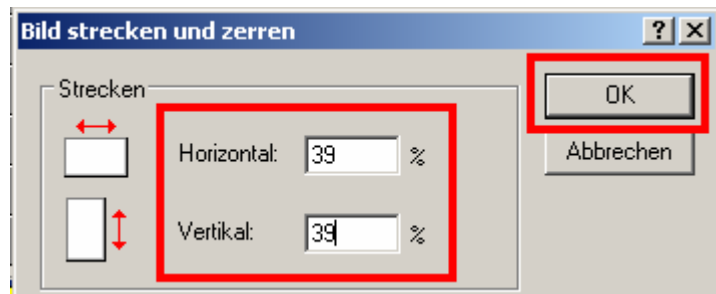 Bild strecken und zerren
Strecken
OK
Horizontal: 39 %
Abbrechen
Vertikal: 39 %